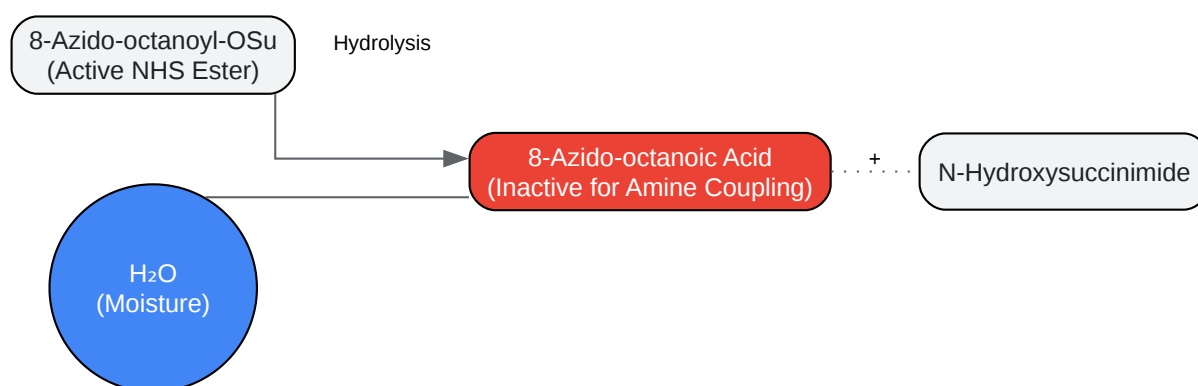 8-Azido-octanoyl-OSu
(Active NHS Ester)
Hydrolysis
8-Azido-octanoic Acid
(Inactive for Amine Coupling)
+
N-Hydroxysuccinimide
H₂O
(Moisture)